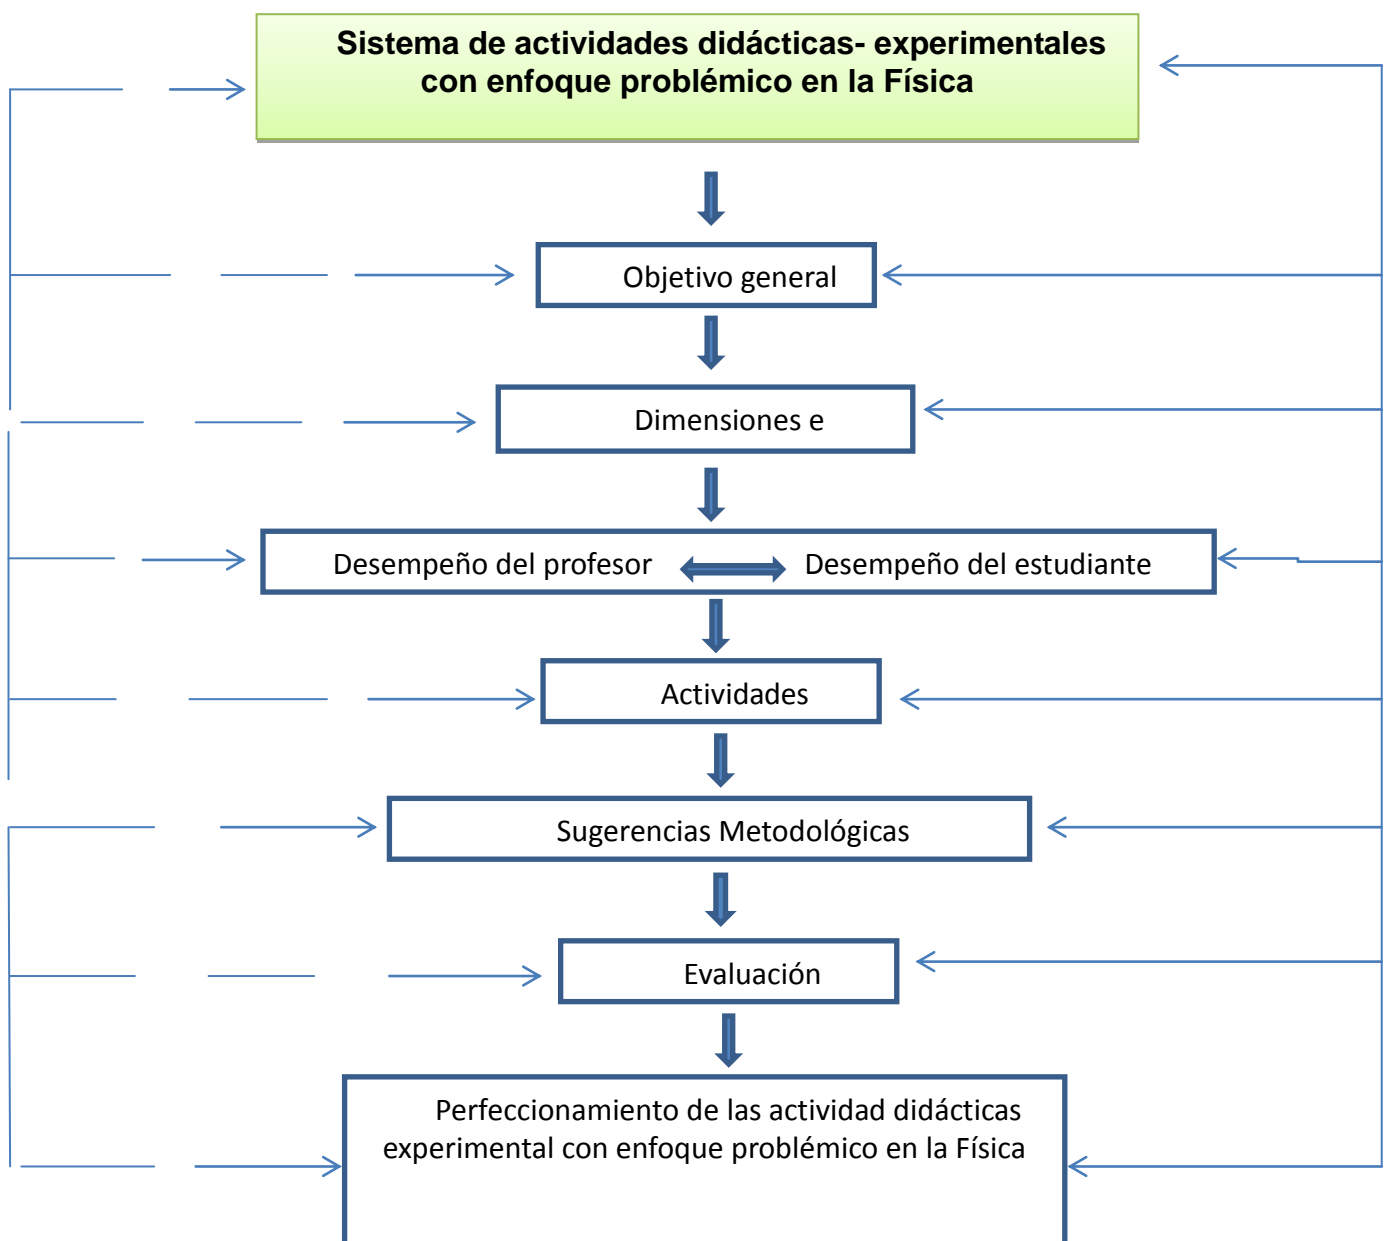 Sistema de actividades didácticas- experimentales
con enfoque problémico en la Física
Objetivo general
Dimensiones e
Desempeño del profesor Desempeño del estudiante
Actividades
Sugerencias Metodológicas
Evaluación
Perfeccionamiento de las actividad didácticas
experimental con enfoque problémico en la Física